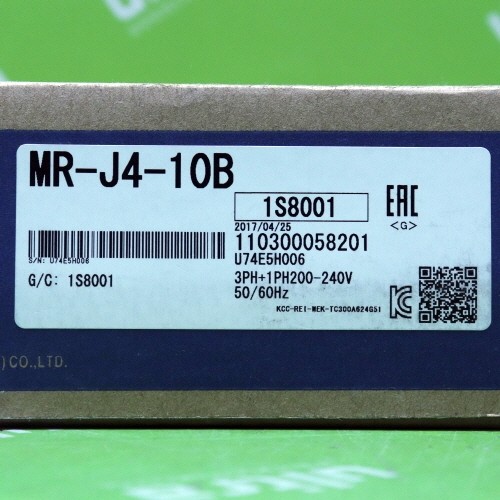 MR-J4-10B
1S8001
EAC
<G>
2017/04/25
110300058201
S/N: U74E5H006
U74E5H006
G/C: 1S8001
3PH+1PH200-240V
50/60Hz
KCC-REI-MEK-TC300A624G51
) CO.,LTD.